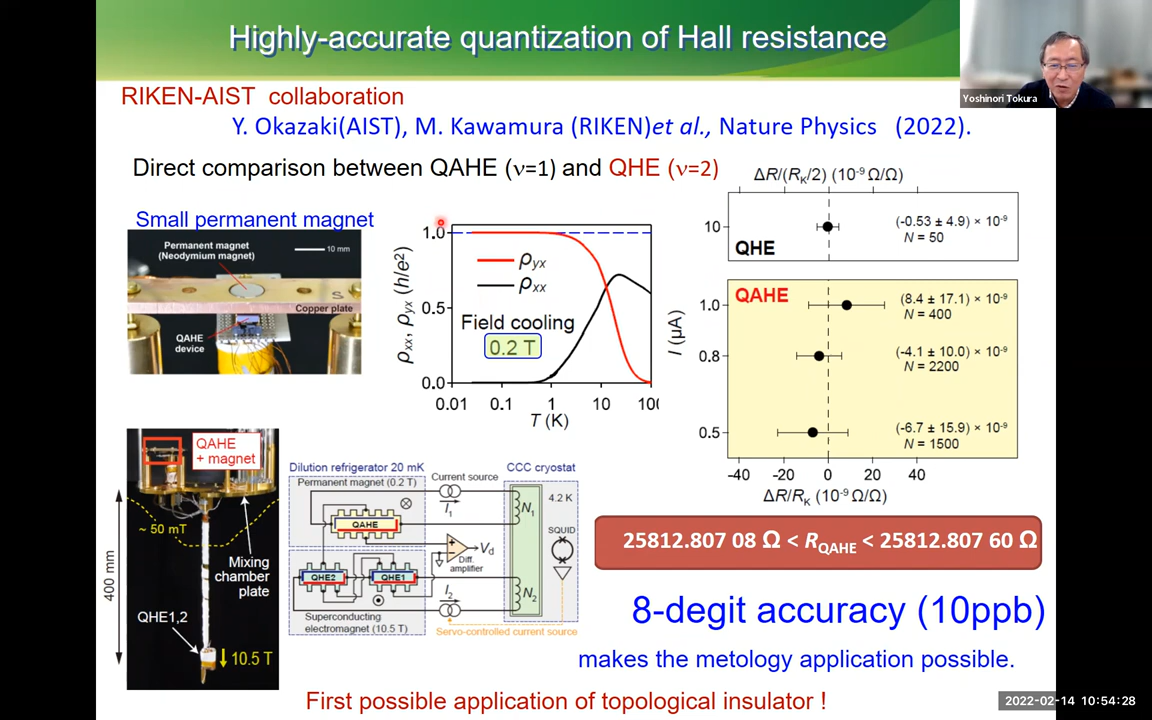 Highly-accurate quantization of Hall resistance
Yoshinori Tokura
RIKEN-AIST collaboration
Y. Okazaki(AIST), M. Kawamura (RIKEN)et al., Nature Physics (2022).
Direct comparison between QAHE (ν=1) and QHE (ν=2)
Small permanent magnet
Permanent magnet
(Neodymium magnet)
10 mm
S
Copper plate
QAHE
device
ρxx, ρyx (h/e²)
1.0
0.5
0.0
ρyx
ρxx
Field cooling
0.2 T
0.01 0.1 1 10 100
T (K)
ΔR/(RK/2) (10⁻⁹ Ω/Ω)
10
QHE
(-0.53 ± 4.9) × 10⁻⁹
N = 50
QAHE
I (μA)
1.0
(8.4 ± 17.1) × 10⁻⁹
N = 400
0.8
(-4.1 ± 10.0) × 10⁻⁹
N = 2200
0.5
(-6.7 ± 15.9) × 10⁻⁹
N = 1500
-40 -20 0 20 40
ΔR/RK (10⁻⁹ Ω/Ω)
QAHE
+ magnet
~ 50 mT
400 mm
Mixing
chamber
plate
QHE1,2
10.5 T
Dilution refrigerator 20 mK
Permanent magnet (0.2 T)
QAHE
QHE2
QHE1
Superconducting
electromagnet (10.5 T)
Current source
I1
Vd
Diff.
amplifier
I2
Servo-controlled current source
CCC cryostat
N1
4.2 K
SQUID
N2
25812.807 08 Ω < RQAHE < 25812.807 60 Ω
8-degit accuracy (10ppb)
makes the metology application possible.
First possible application of topological insulator !
2022-02-14 10:54:28